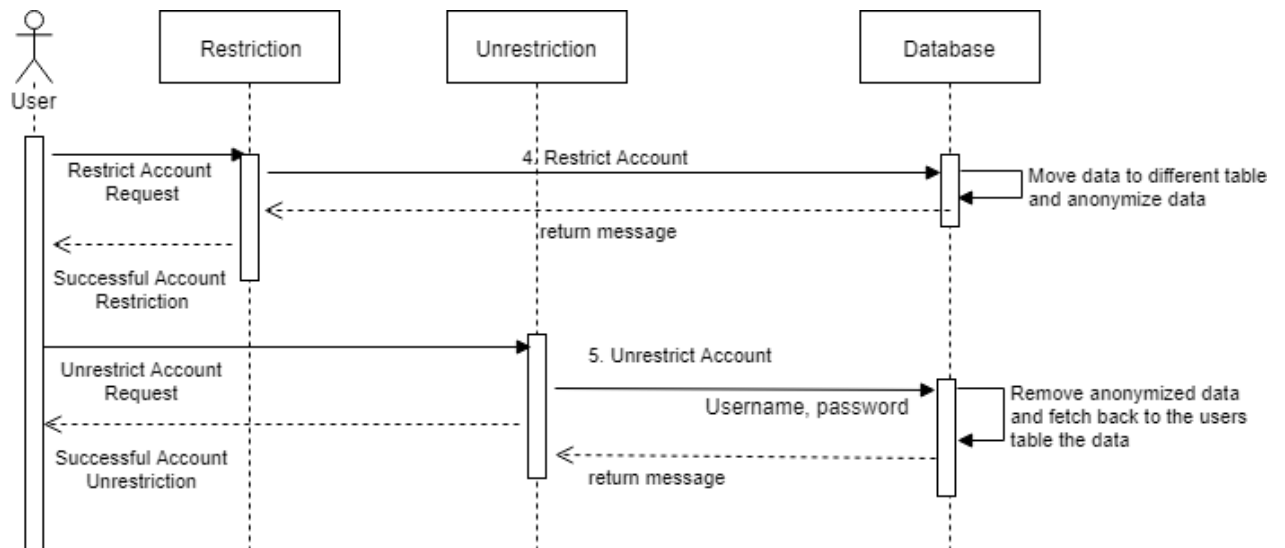 Restriction
Unrestriction
Database
User
4. Restrict Account
Restrict Account
Request
Move data to different table
and anonymize data
return message
Successful Account
Restriction
5. Unrestrict Account
Unrestrict Account
Request
Username, password
Remove anonymized data
and fetch back to the users
table the data
Successful Account
Unrestriction
return message